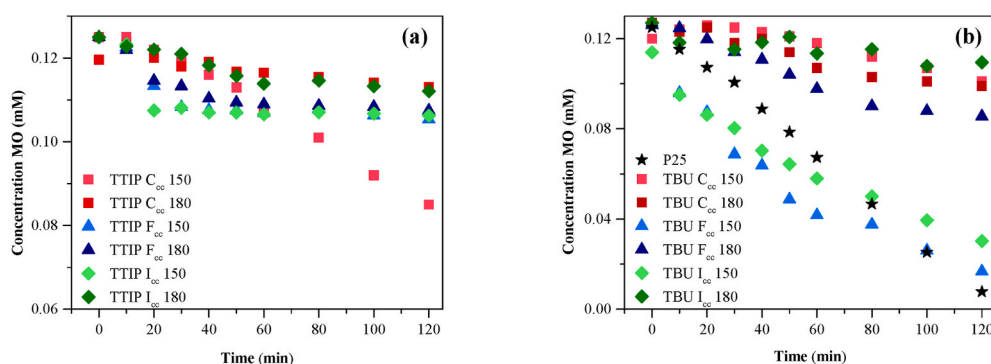 (a)
Concentration MO (mM)
0.12
0.10
0.08
0.06
TTIP Ccc 150
TTIP Ccc 180
TTIP Fcc 150
TTIP Fcc 180
TTIP Icc 150
TTIP Icc 180
0 20 40 60 80 100 120
Time (min)
(b)
Concentration MO (mM)
0.12
0.08
0.04
0.00
P25
TBU Ccc 150
TBU Ccc 180
TBU Fcc 150
TBU Fcc 180
TBU Icc 150
TBU Icc 180
0 20 40 60 80 100 120
Time (min)